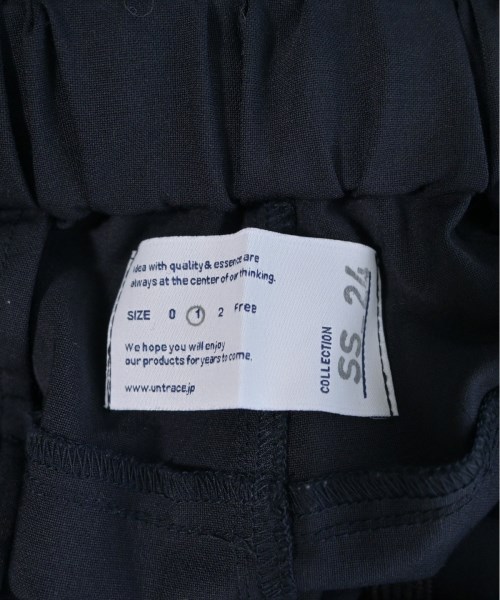 idea with quality & essence are
always at the center of our thinking.
SIZE 0 1 2 Free
We hope you will enjoy
our products for years to come.
www.untrace.jp
COLLECTION
SS 24